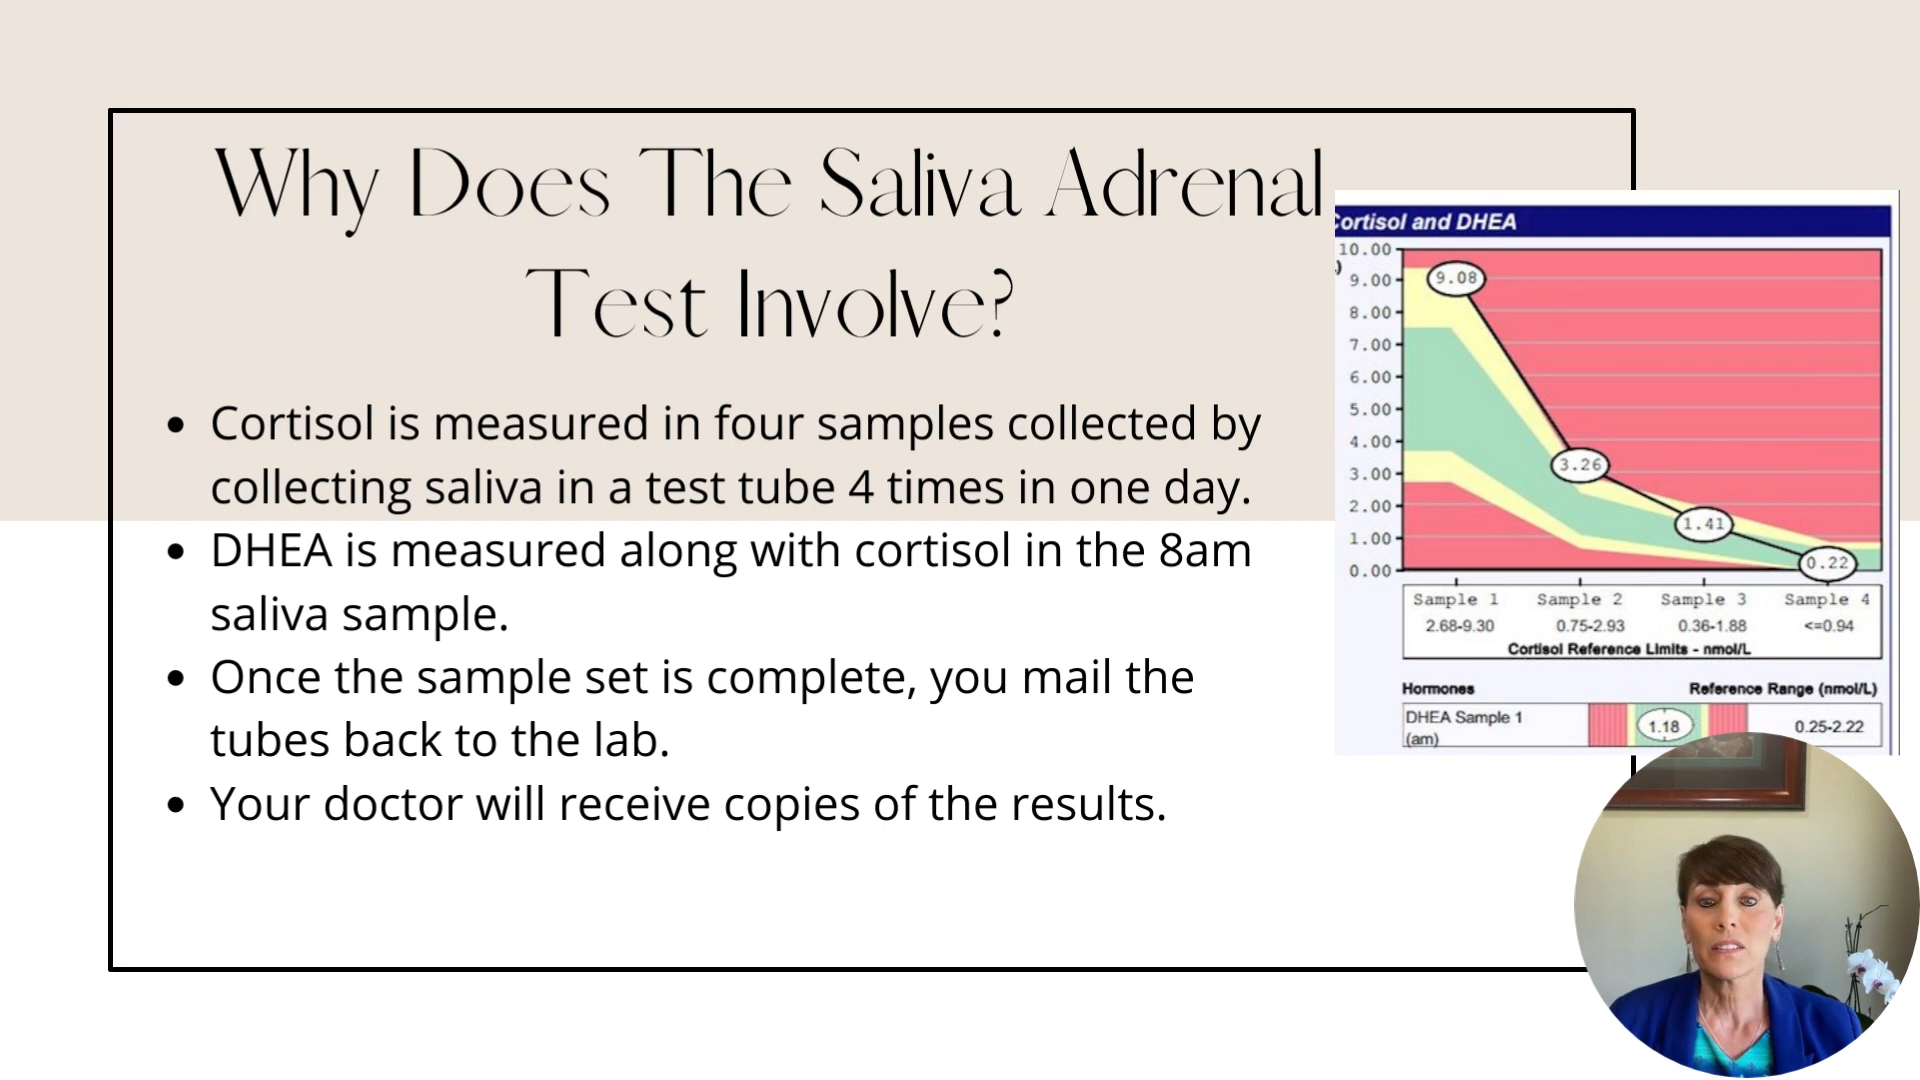 Why Does The Saliva Adrenal
Test Involve?
• Cortisol is measured in four samples collected by
collecting saliva in a test tube 4 times in one day.
• DHEA is measured along with cortisol in the 8am
saliva sample.
• Once the sample set is complete, you mail the
tubes back to the lab.
• Your doctor will receive copies of the results.
Cortisol and DHEA
10.00
9.00
8.00
7.00
6.00
5.00
4.00
3.00
2.00
1.00
0.00
9.08
3.26
1.41
0.22
Sample 1 Sample 2 Sample 3 Sample 4
2.68-9.30 0.75-2.93 0.36-1.88 <=0.94
Cortisol Reference Limits - nmol/L
Hormones Reference Range (nmol/L)
DHEA Sample 1 1.18 0.25-2.22
(am)